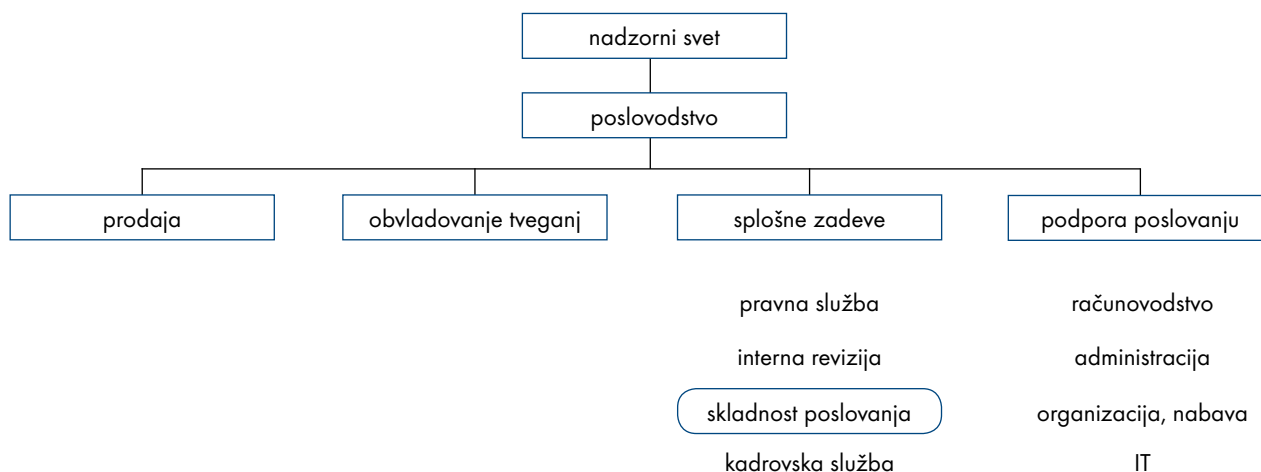 nadzorni svet
poslovodstvo
prodaja
obvladovanje tveganj
splošne zadeve
podpora poslovanju
pravna služba
računovodstvo
interna revizija
administracija
skladnost poslovanja
organizacija, nabava
kadrovska služba
IT